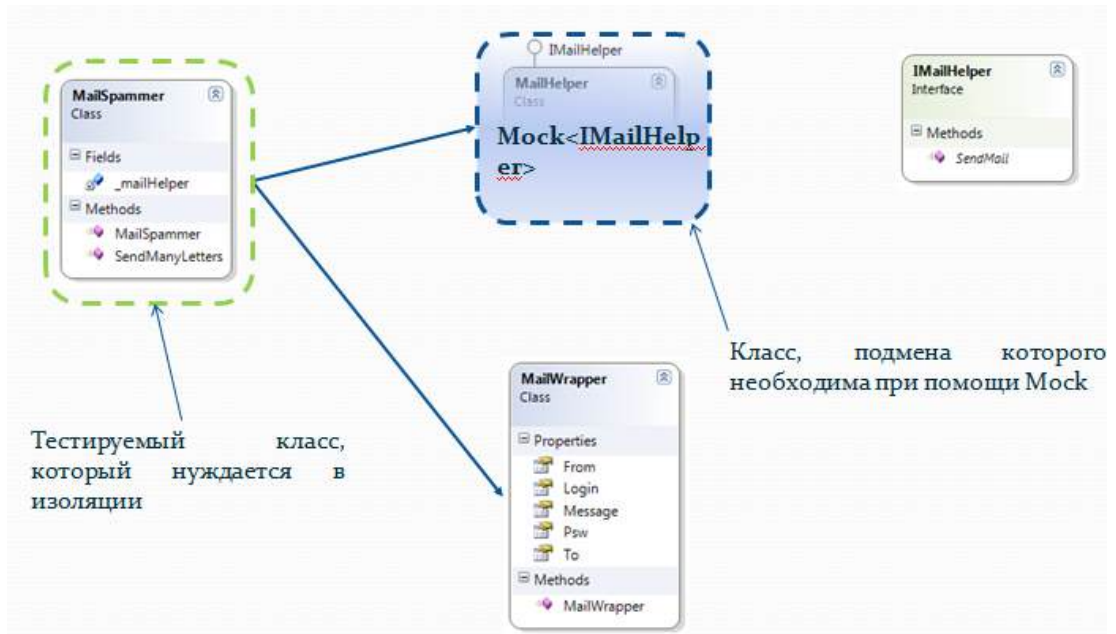 MailSpammer
Class
Fields
_mailHelper
Methods
MailSpammer
SendManyLetters
IMailHelper
MailHelper
Class
Mock<IMailHelp
er>
IMailHelper
Interface
Methods
SendMail
Класс, подмена которого
необходима при помощи Mock
Тестируемый класс,
который нуждается в
изоляции
MailWrapper
Class
Properties
From
Login
Message
Psw
To
Methods
MailWrapper